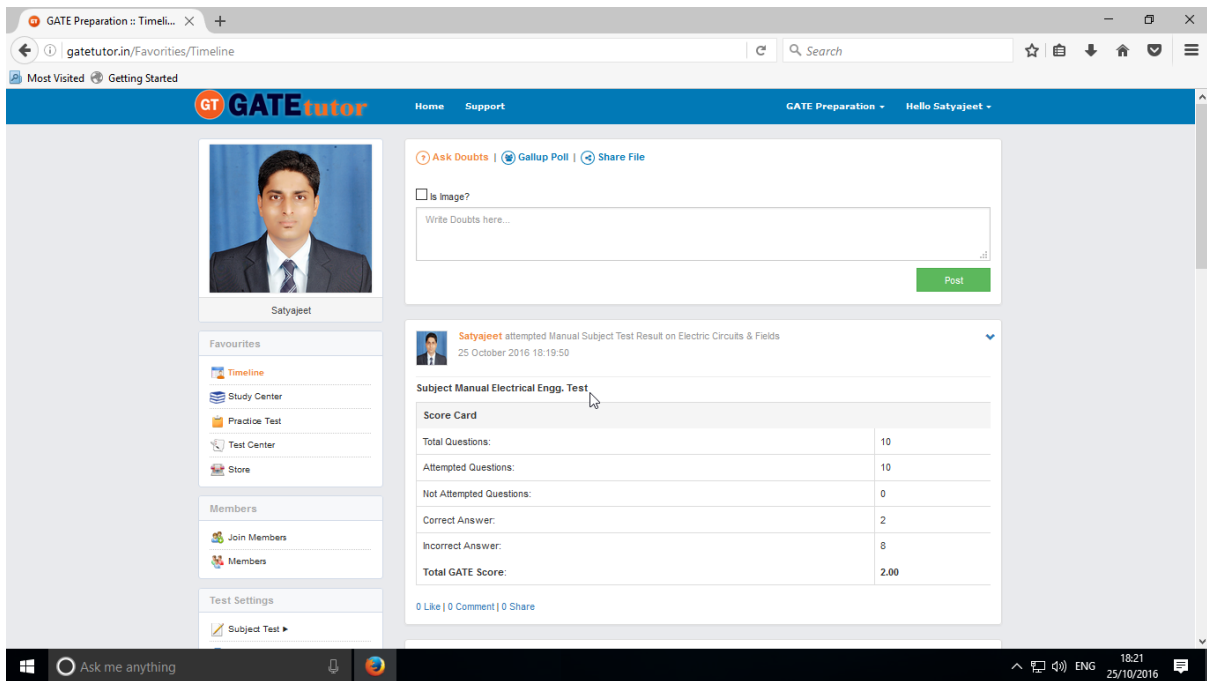 GATE Preparation :: Timeli...
gatetutor.in/Favorities/Timeline
Search
Most Visited Getting Started
GT GATEtutor Home Support GATE Preparation Hello Satyajeet
Ask Doubts | Gallup Poll | Share File
Is Image?
Write Doubts here...
Post
Satyajeet
Favourites
Timeline
Study Center
Practice Test
Test Center
Store
Members
Join Members
Members
Test Settings
Subject Test
Satyajeet attempted Manual Subject Test Result on Electric Circuits & Fields
25 October 2016 18:19:50
Subject Manual Electrical Engg. Test
Score Card
Total Questions: 10
Attempted Questions: 10
Not Attempted Questions: 0
Correct Answer: 2
Incorrect Answer: 8
Total GATE Score: 2.00
0 Like | 0 Comment | 0 Share
Ask me anything
ENG
18:21
25/10/2016